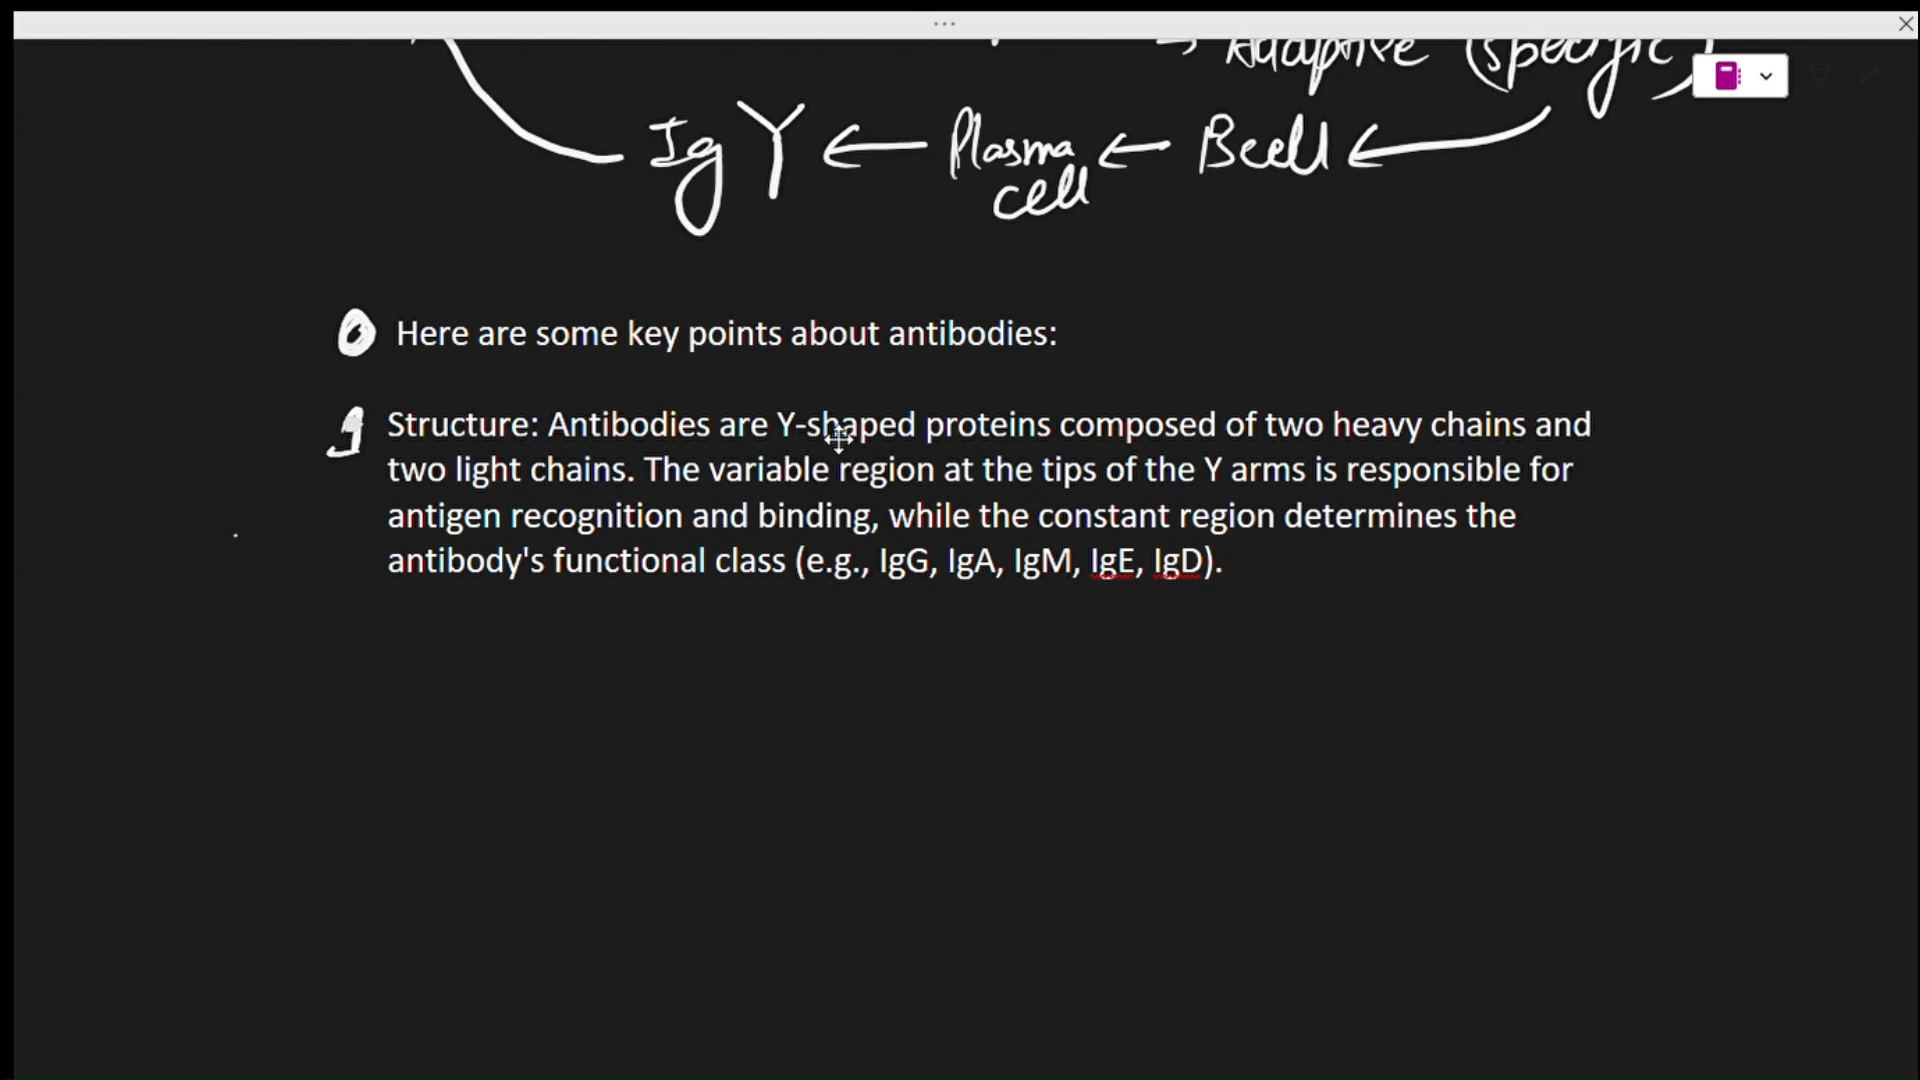 Adaptive (specific)
Ig Y ← Plasma cell ← B cell ←
Here are some key points about antibodies:
Structure: Antibodies are Y-shaped proteins composed of two heavy chains and
two light chains. The variable region at the tips of the Y arms is responsible for
antigen recognition and binding, while the constant region determines the
antibody's functional class (e.g., IgG, IgA, IgM, IgE, IgD).